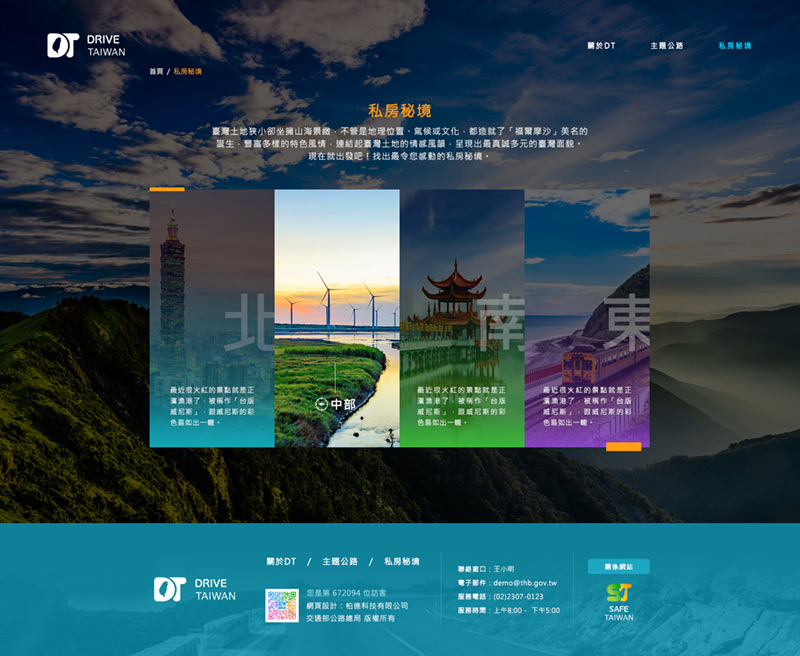 DRIVE
TAIWAN
關於DT
主題公路
私房秘境
首頁 / 私房秘境
私房秘境
臺灣土地狹小卻坐擁山海景緻,不管是地理位置、氣候或文化,都造就了「福爾摩沙」美名的
誕生,豐富多樣的特色風情,連結起臺灣土地的情感風韻,呈現出最真誠多元的臺灣面貌。
現在就出發吧!找出最令您感動的私房秘境。
北
最近很火紅的景點就是正
濱漁港了,被稱作「台版
威尼斯」,跟威尼斯的彩
色島如出一轍。
中部
南
最近很火紅的景點就是正
濱漁港了,被稱作「台版
威尼斯」,跟威尼斯的彩
色島如出一轍。
東
最近很火紅的景點就是正
濱漁港了,被稱作「台版
威尼斯」,跟威尼斯的彩
色島如出一轍。
DRIVE
TAIWAN
關於DT / 主題公路 / 私房秘境
您是第 672094 位訪客
網頁設計:柏德科技有限公司
交通部公路總局 版權所有
聯絡窗口:王小明
電子郵件:demo@thb.gov.tw
服務電話:(02)2307-0123
服務時間:上午8:00 - 下午5:00
關係網站
ST
SAFE
TAIWAN